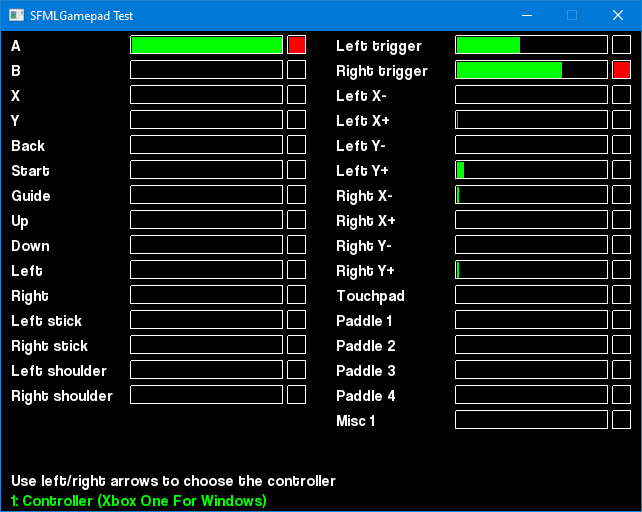 SFMLGamepad Test
A
B
X
Y
Back
Start
Guide
Up
Down
Left
Right
Left stick
Right stick
Left shoulder
Right shoulder
Left trigger
Right trigger
Left X-
Left X+
Left Y-
Left Y+
Right X-
Right X+
Right Y-
Right Y+
Touchpad
Paddle 1
Paddle 2
Paddle 3
Paddle 4
Misc 1
Use left/right arrows to choose the controller
1: Controller (Xbox One For Windows)